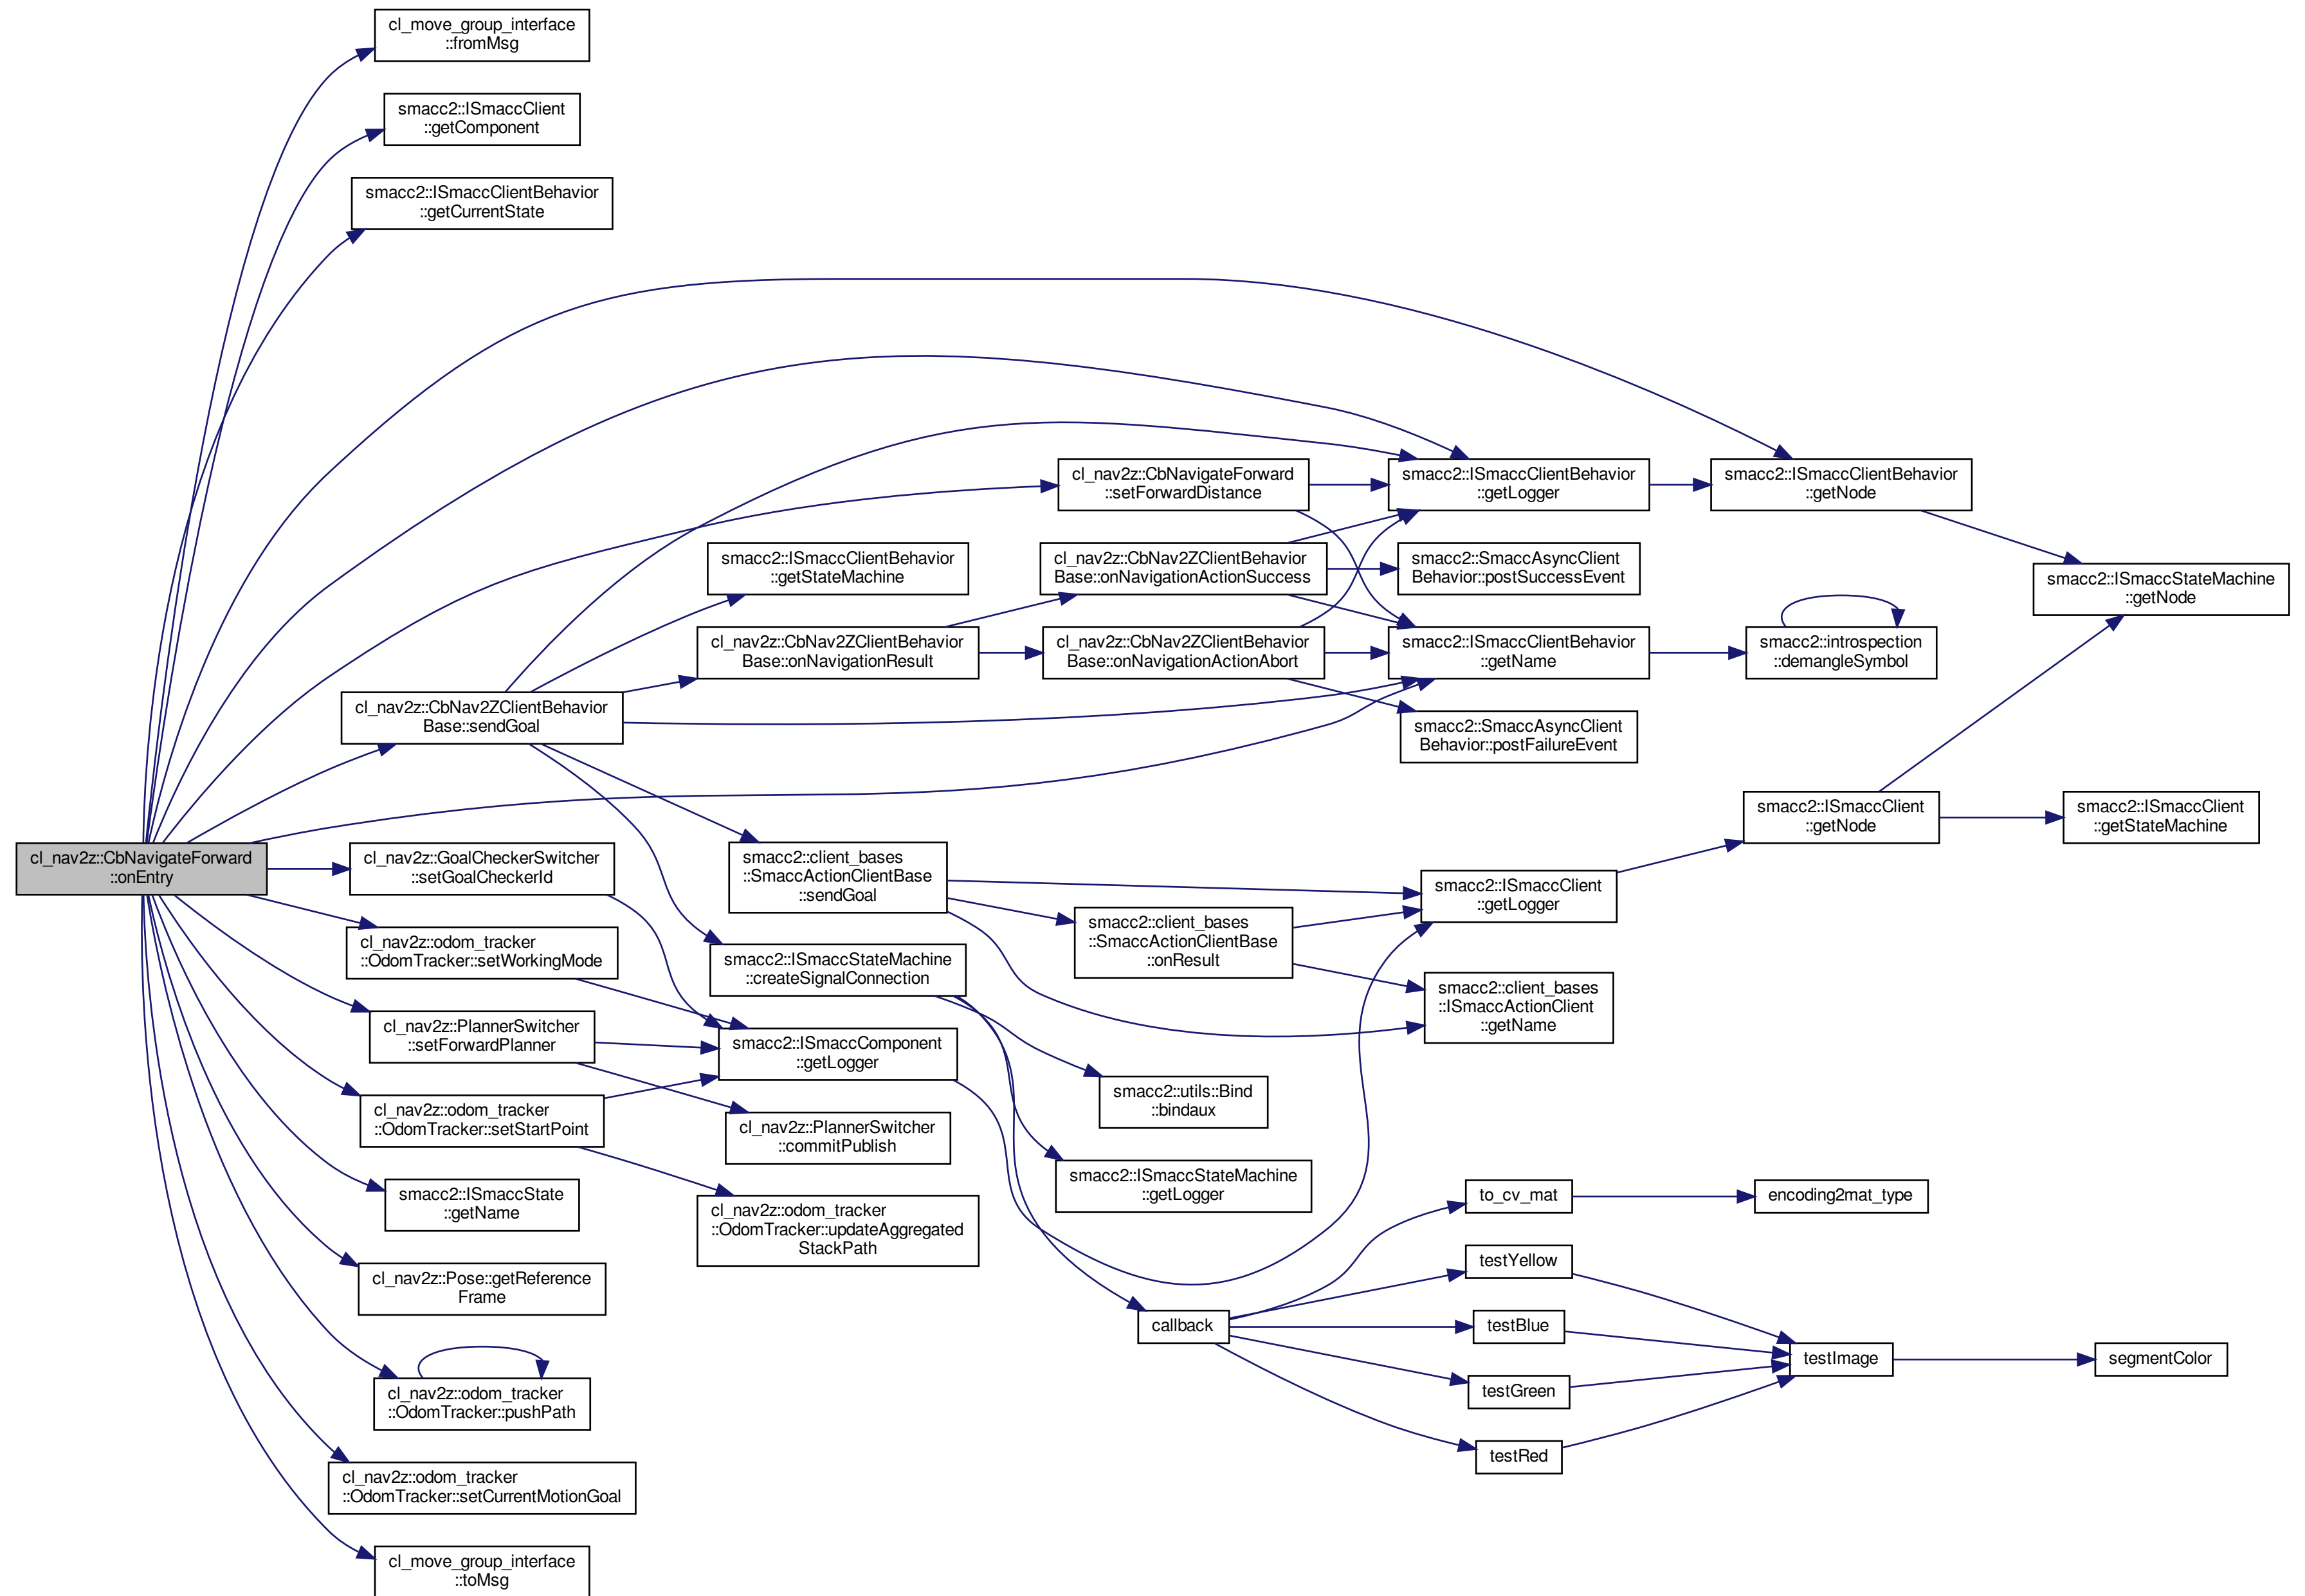 cl_move_group_interface
::fromMsg
smacc2::ISmaccClient
::getComponent
smacc2::ISmaccClientBehavior
::getCurrentState
cl_nav2z::CbNavigateForward
::setForwardDistance
smacc2::ISmaccClientBehavior
::getLogger
smacc2::ISmaccClientBehavior
::getNode
smacc2::ISmaccClientBehavior
::getStateMachine
cl_nav2z::CbNav2ZClientBehavior
Base::onNavigationActionSuccess
smacc2::SmaccAsyncClient
Behavior::postSuccessEvent
smacc2::ISmaccStateMachine
::getNode
cl_nav2z::CbNav2ZClientBehavior
Base::onNavigationResult
cl_nav2z::CbNav2ZClientBehavior
Base::onNavigationActionAbort
smacc2::ISmaccClientBehavior
::getName
smacc2::introspection
::demangleSymbol
cl_nav2z::CbNav2ZClientBehavior
Base::sendGoal
smacc2::SmaccAsyncClient
Behavior::postFailureEvent
smacc2::ISmaccClient
::getNode
smacc2::ISmaccClient
::getStateMachine
cl_nav2z::CbNavigateForward
::onEntry
cl_nav2z::GoalCheckerSwitcher
::setGoalCheckerId
smacc2::client_bases
::SmaccActionClientBase
::sendGoal
smacc2::ISmaccClient
::getLogger
smacc2::client_bases
::SmaccActionClientBase
::onResult
cl_nav2z::odom_tracker
::OdomTracker::setWorkingMode
smacc2::ISmaccStateMachine
::createSignalConnection
smacc2::client_bases
::ISmaccActionClient
::getName
cl_nav2z::PlannerSwitcher
::setForwardPlanner
smacc2::ISmaccComponent
::getLogger
smacc2::utils::Bind
::bindaux
cl_nav2z::odom_tracker
::OdomTracker::setStartPoint
cl_nav2z::PlannerSwitcher
::commitPublish
smacc2::ISmaccStateMachine
::getLogger
smacc2::ISmaccState
::getName
cl_nav2z::odom_tracker
::OdomTracker::updateAggregated
StackPath
to_cv_mat
encoding2mat_type
cl_nav2z::Pose::getReference
Frame
testYellow
callback
testBlue
testImage
segmentColor
testGreen
cl_nav2z::odom_tracker
::OdomTracker::pushPath
testRed
cl_nav2z::odom_tracker
::OdomTracker::setCurrentMotionGoal
cl_move_group_interface
::toMsg